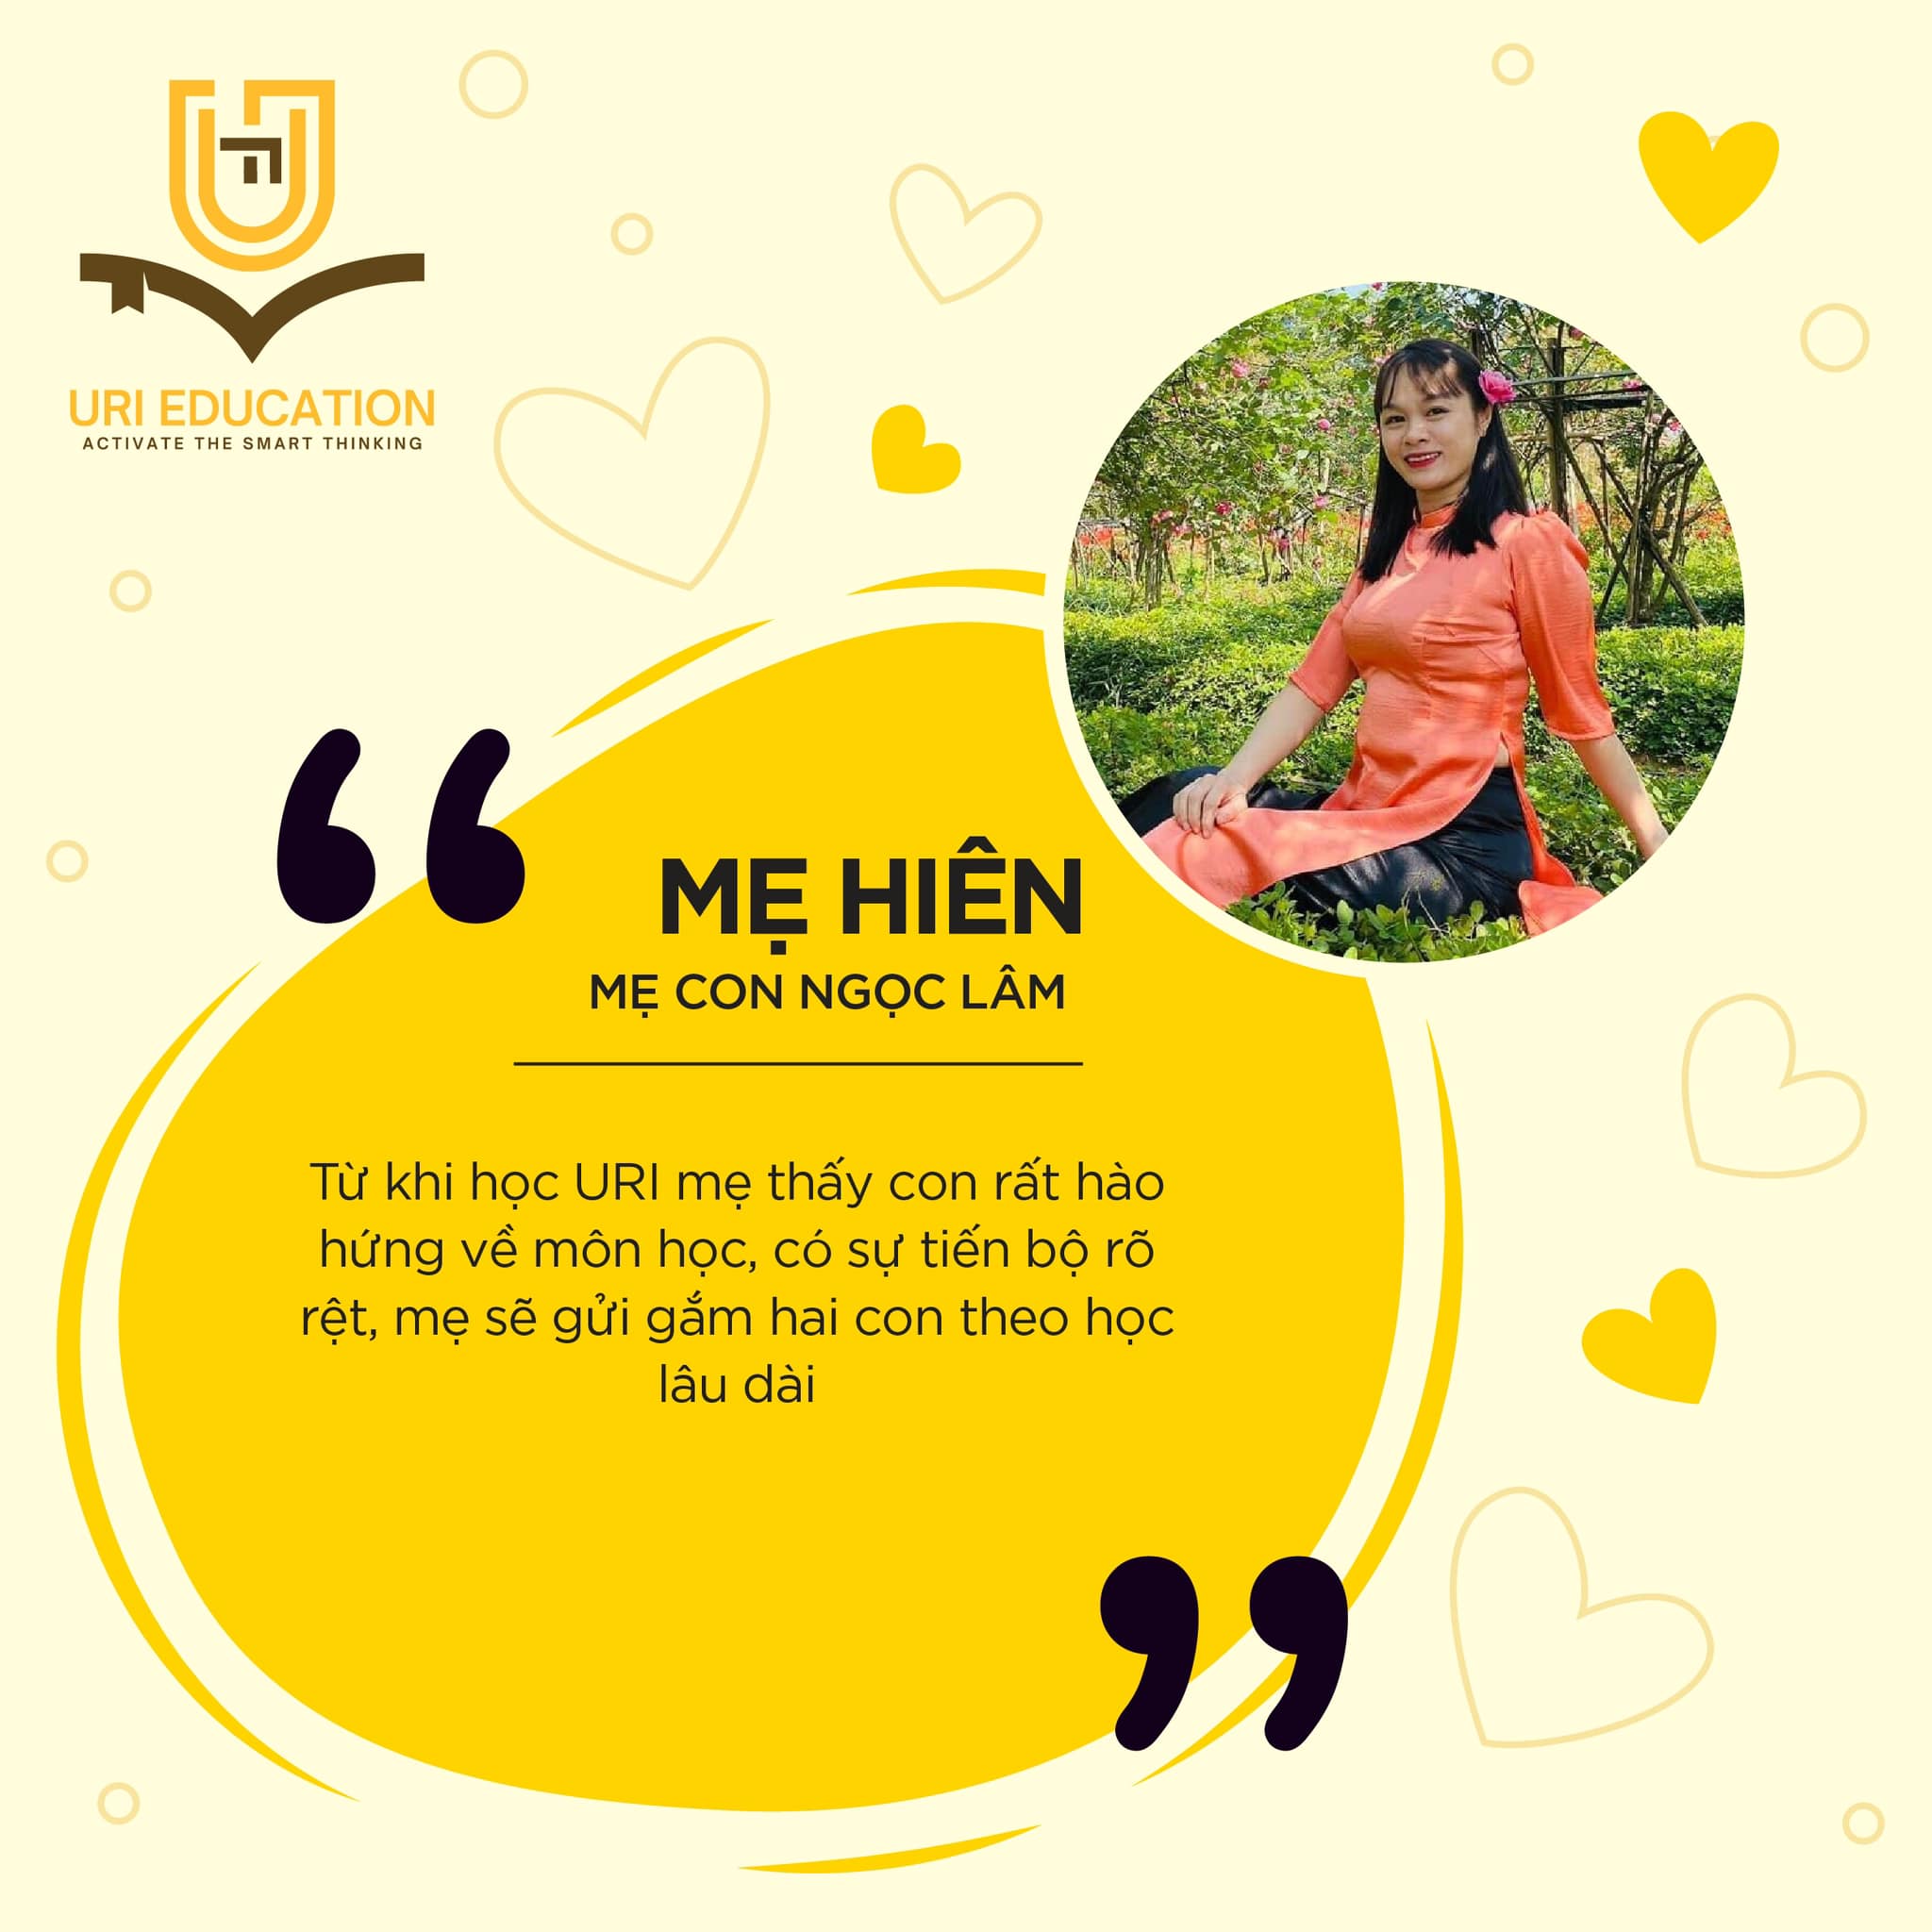 URI EDUCATION
ACTIVATE THE SMART THINKING
MẸ HIÊN
MẸ CON NGỌC LÂM
Từ khi học URI mẹ thấy con rất hào
hứng về môn học, có sự tiến bộ rõ
rệt, mẹ sẽ gửi gắm hai con theo học
lâu dài